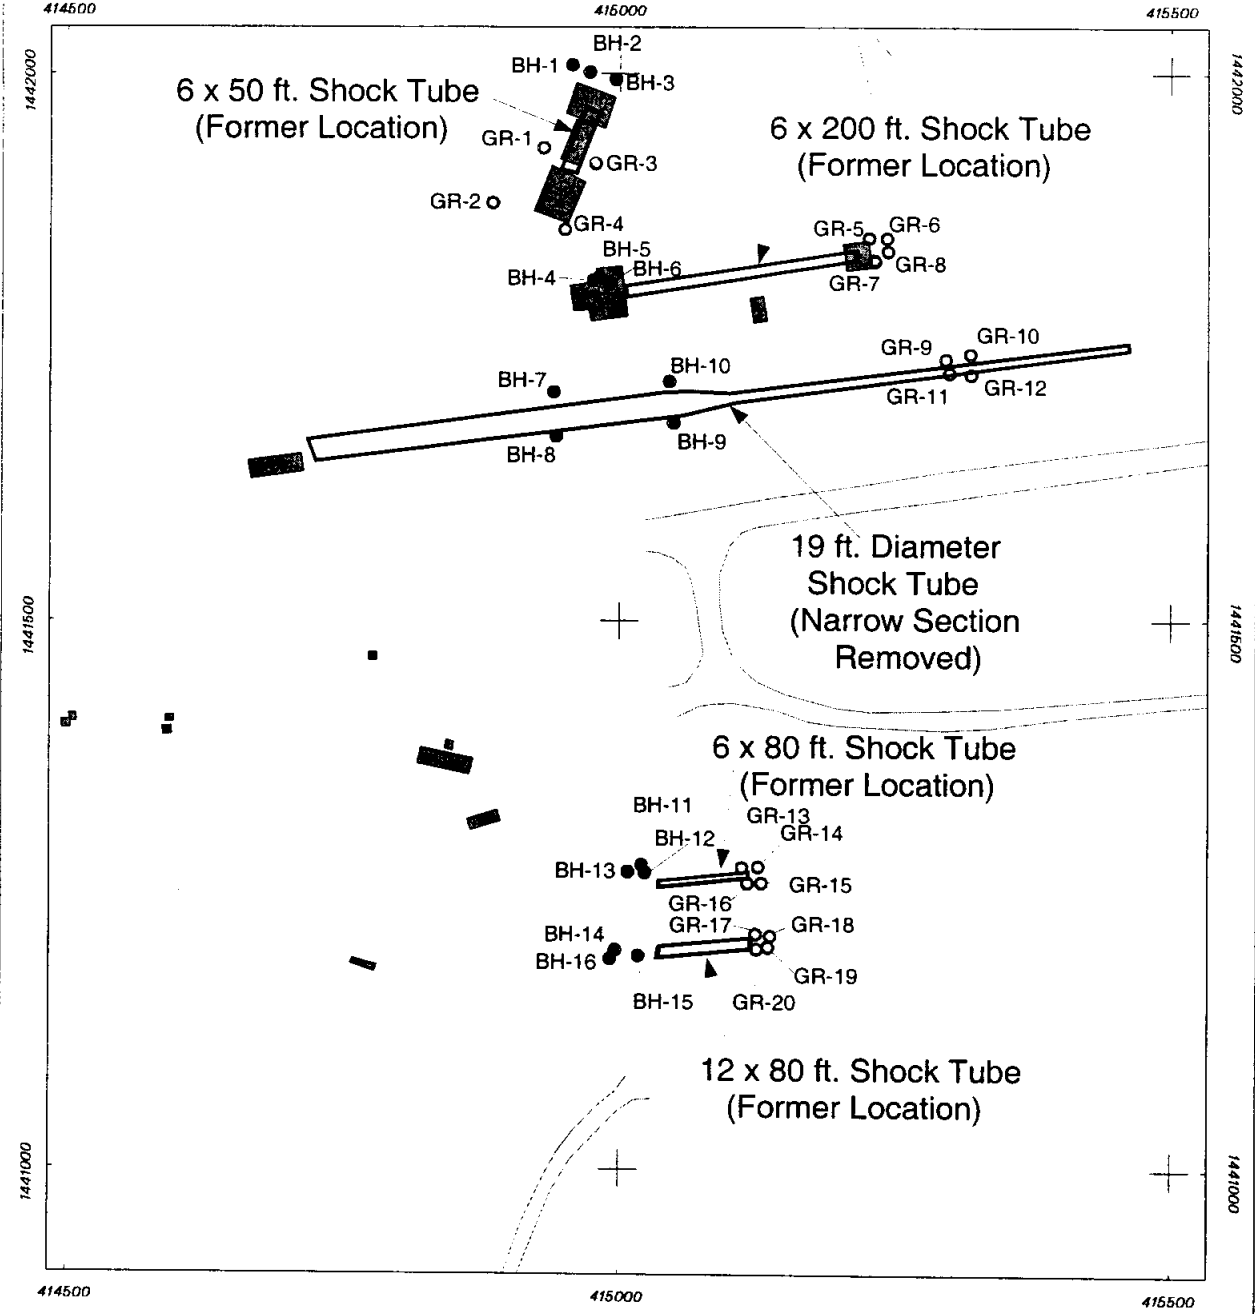 414500
415000
415500
1442000
1442000
BH-2
BH-1
BH-3
6 x 50 ft. Shock Tube
(Former Location)
GR-1
GR-3
GR-2
GR-4
6 x 200 ft. Shock Tube
(Former Location)
GR-5
GR-6
GR-8
GR-7
BH-5
BH-4
BH-6
GR-9
GR-10
GR-11
GR-12
BH-7
BH-10
BH-8
BH-9
19 ft. Diameter
Shock Tube
(Narrow Section
Removed)
1441500
1441500
6 x 80 ft. Shock Tube
(Former Location)
BH-11
GR-13
BH-12
GR-14
BH-13
GR-15
GR-16
GR-17
GR-18
BH-14
BH-16
GR-19
BH-15
GR-20
12 x 80 ft. Shock Tube
(Former Location)
1441000
1441000
414500
415000
415500